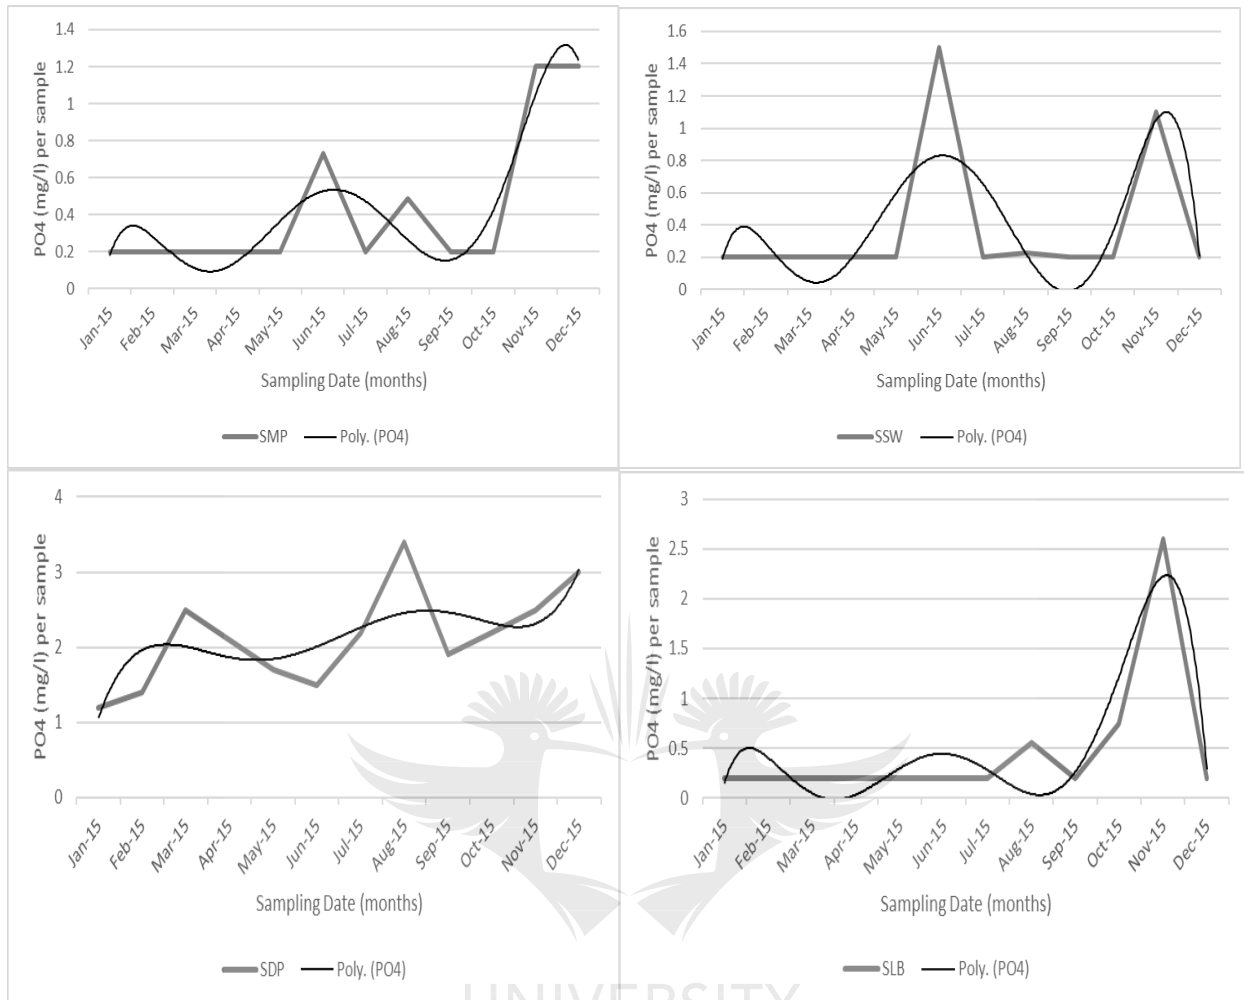 1.4
1.2
1
0.8
0.6
0.4
0.2
0
PO4 (mg/l) per sample
Jan-15 Feb-15 Mar-15 Apr-15 May-15 Jun-15 Jul-15 Aug-15 Sep-15 Oct-15 Nov-15 Dec-15
Sampling Date (months)
SMP Poly. (PO4)
1.6
1.4
1.2
1
0.8
0.6
0.4
0.2
0
PO4 (mg/l) per sample
Jan-15 Feb-15 Mar-15 Apr-15 May-15 Jun-15 Jul-15 Aug-15 Sep-15 Oct-15 Nov-15 Dec-15
Sampling Date (months)
SSW Poly. (PO4)
4
3
2
1
0
PO4 (mg/l) per sample
Jan-15 Feb-15 Mar-15 Apr-15 May-15 Jun-15 Jul-15 Aug-15 Sep-15 Oct-15 Nov-15 Dec-15
Sampling Date (months)
SDP Poly. (PO4)
3
2.5
2
1.5
1
0.5
0
PO4 (mg/l) per sample
Jan-15 Feb-15 Mar-15 Apr-15 May-15 Jun-15 Jul-15 Aug-15 Sep-15 Oct-15 Nov-15 Dec-15
Sampling Date (months)
SLB Poly. (PO4)
UNIVERSITY